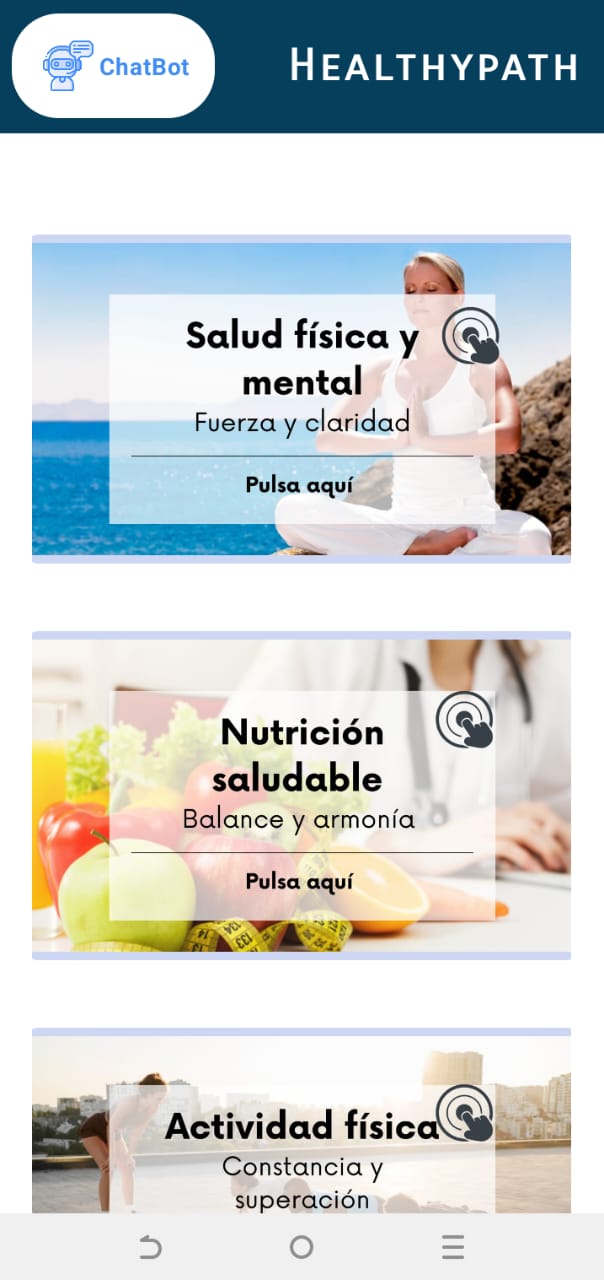 ChatBot
HEALTHYPATH
Salud física y
mental
Fuerza y claridad
Pulsa aquí
Nutrición
saludable
Balance y armonía
Pulsa aquí
Actividad física
Constancia y
superación